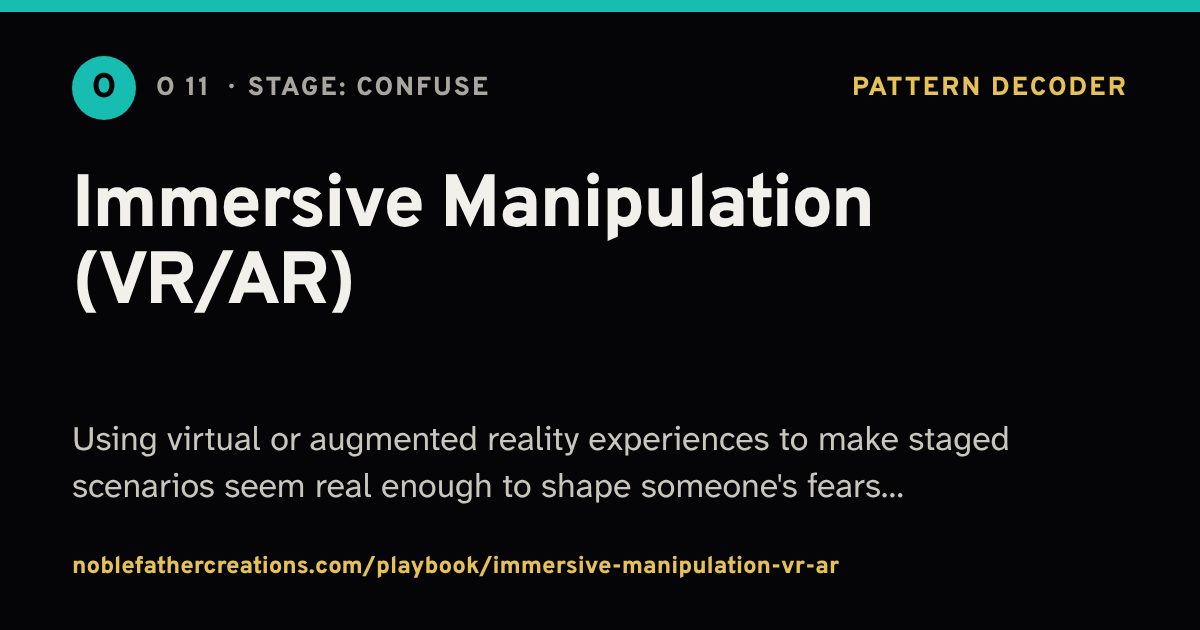 O O 11 · STAGE: CONFUSE PATTERN DECODER
Immersive Manipulation
(VR/AR)
Using virtual or augmented reality experiences to make staged
scenarios seem real enough to shape someone's fears...
noblefathercreations.com/playbook/immersive-manipulation-vr-ar